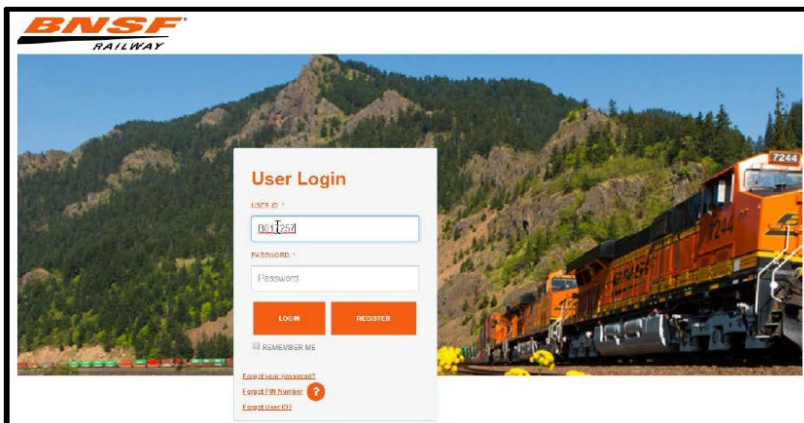 BNSF
RAILWAY
User Login
USER ID *
PASSWORD *
Password
LOGIN REGISTER
REMEMBER ME
Forgot your password?
Forgot PIN Number ?
Forgot User ID?
7244
7244